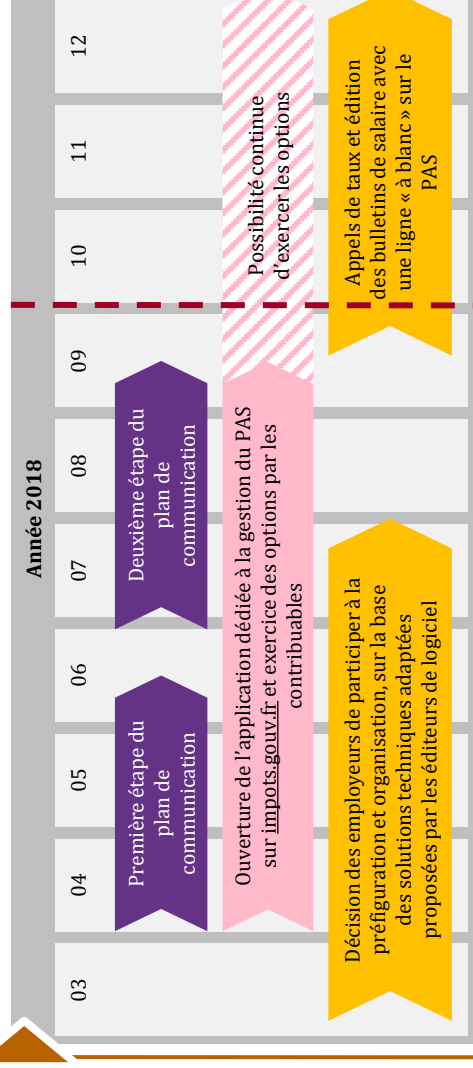 Année 2018
03
04
05
06
07
08
09
10
11
12
Première étape du
plan de
communication
Deuxième étape du
plan de
communication
Ouverture de l'application dédiée à la gestion du PAS
sur impots.gouv.fr et exercice des options par les
contribuables
Possibilité continue
d'exercer les options
Décision des employeurs de participer à la
préfiguration et organisation, sur la base
des solutions techniques adaptées
proposées par les éditeurs de logiciel
Appels de taux et édition
des bulletins de salaire avec
une ligne « à blanc » sur le
PAS